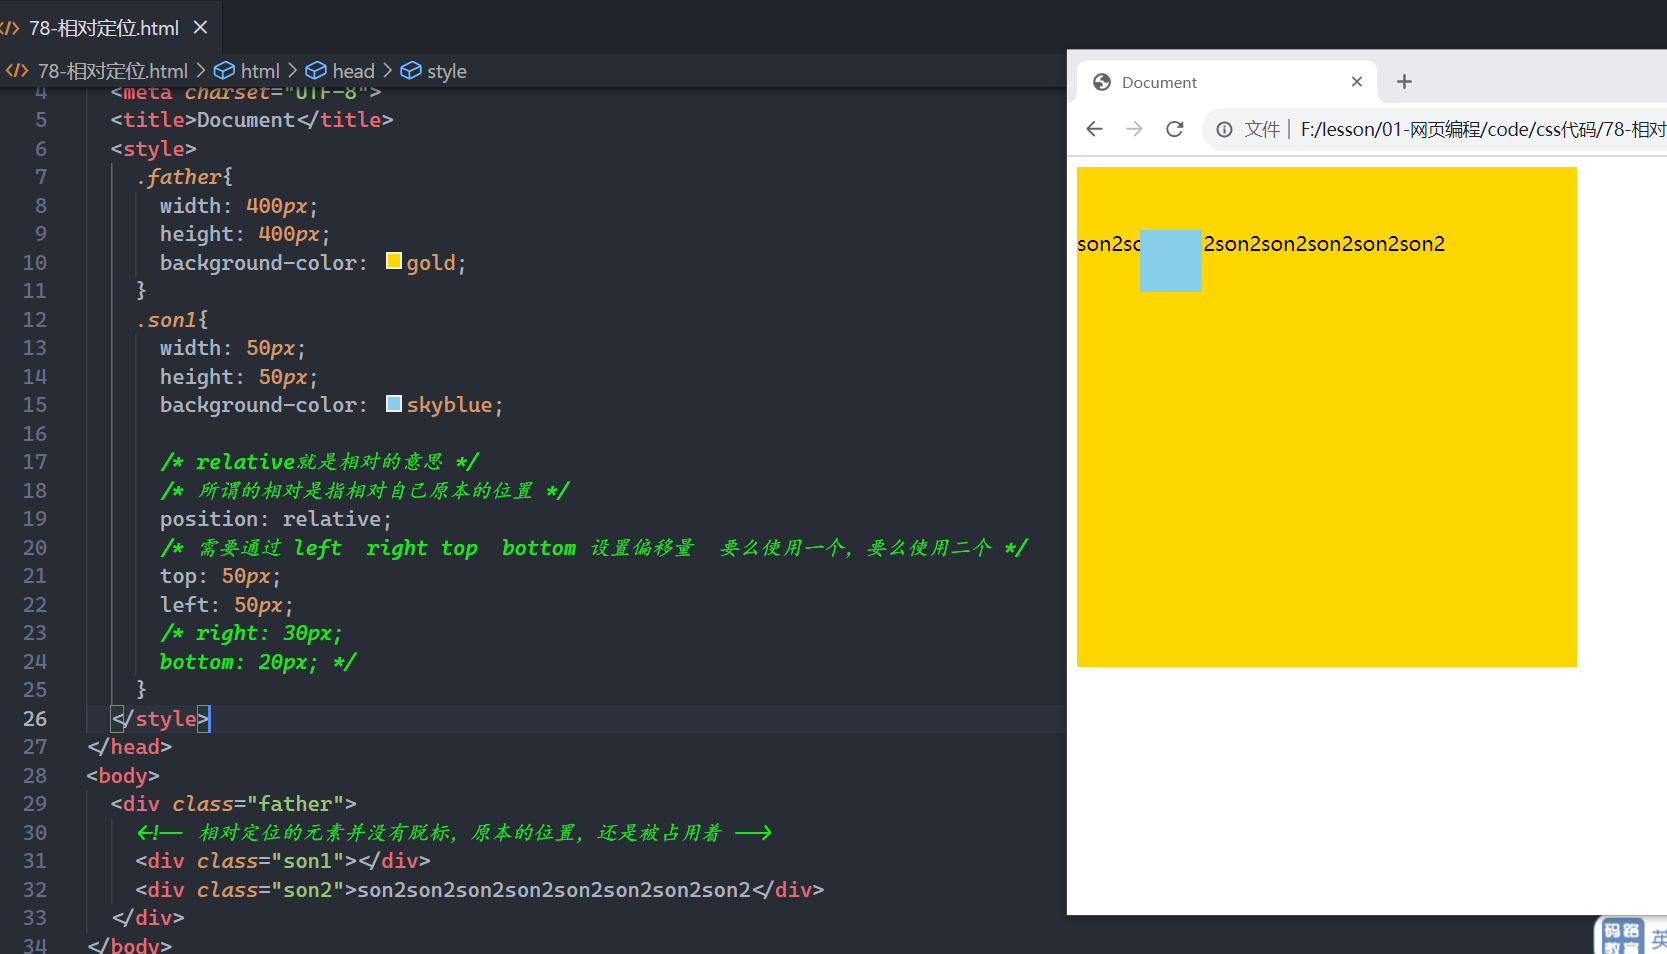 78-相对定位.html
78-相对定位.html > html > head > style
4 <meta charset="UTF-8">
5 <title>Document</title>
6 <style>
7 .father{
8 width: 400px;
9 height: 400px;
10 background-color: gold;
11 }
12 .son1{
13 width: 50px;
14 height: 50px;
15 background-color: skyblue;
16
17 /* relative就是相对的意思 */
18 /* 所谓的相对是指相对自己原本的位置 */
19 position: relative;
20 /* 需要通过 left  right top  bottom 设置偏移量  要么使用一个，要么使用二个 */
21 top: 50px;
22 left: 50px;
23 /* right: 30px;
24 bottom: 20px; */
25 }
26 </style>
27 </head>
28 <body>
29 <div class="father">
30 <!-- 相对定位的元素并没有脱标，原本的位置，还是被占用着 -->
31 <div class="son1"></div>
32 <div class="son2">son2son2son2son2son2son2son2son2</div>
33 </div>
34 </body>
Document
文件 | F:/lesson/01-网页编程/code/css代码/78-相对
son2sc 2son2son2son2son2son2
码路
教育
英